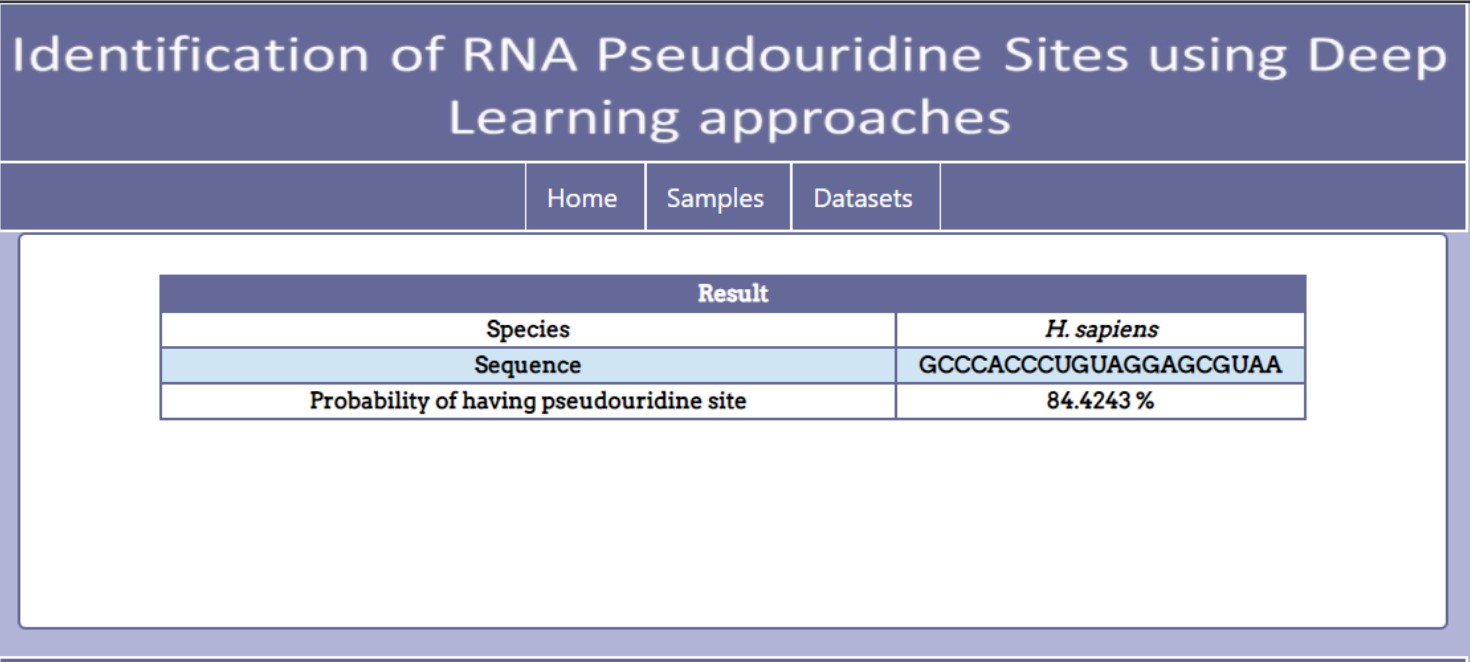 Identification of RNA Pseudouridine Sites using Deep
Learning approaches
Home Samples Datasets
Result
Species H. sapiens
Sequence GCCCACCCUGUAGGAGCGUAA
Probability of having pseudouridine site 84.4243 %